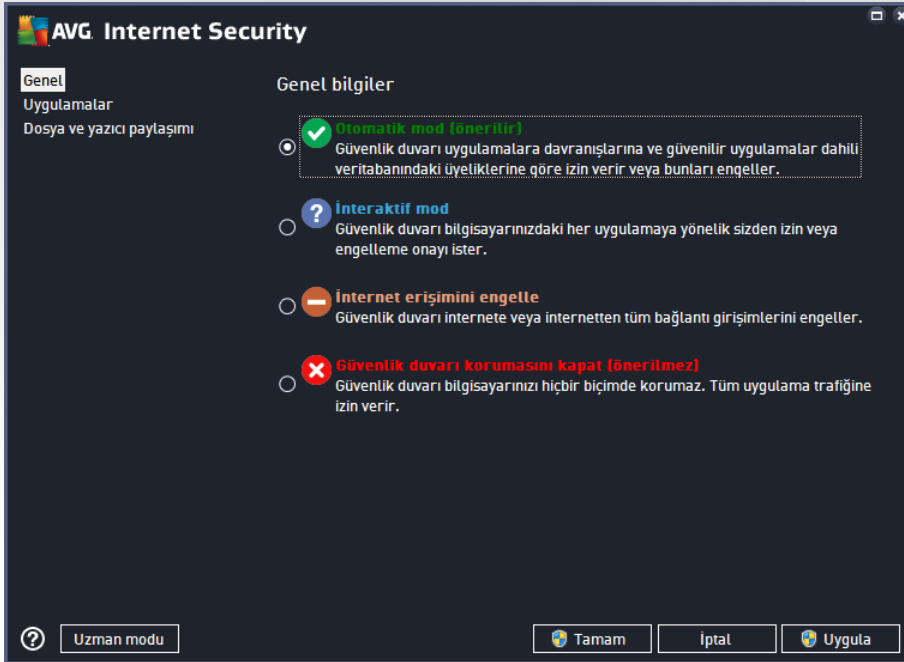 AVG Internet Security
Genel
Uygulamalar
Dosya ve yazıcı paylaşımı
Genel bilgiler
Otomatik mod (önerilir)
Güvenlik duvarı uygulamalara davranışlarına ve güvenilir uygulamalar dahili
veritabanındaki üyeliklerine göre izin verir veya bunları engeller.
İnteraktif mod
Güvenlik duvarı bilgisayarınızdaki her uygulamaya yönelik sizden izin veya
engelleme onayı ister.
İnternet erişimini engelle
Güvenlik duvarı internete veya internetten tüm bağlantı girişimlerini engeller.
Güvenlik duvarı korumasını kapat (önerilmez)
Güvenlik duvarı bilgisayarınızı hiçbir biçimde korumaz. Tüm uygulama trafiğine
izin verir.
Uzman modu
Tamam
İptal
Uygula